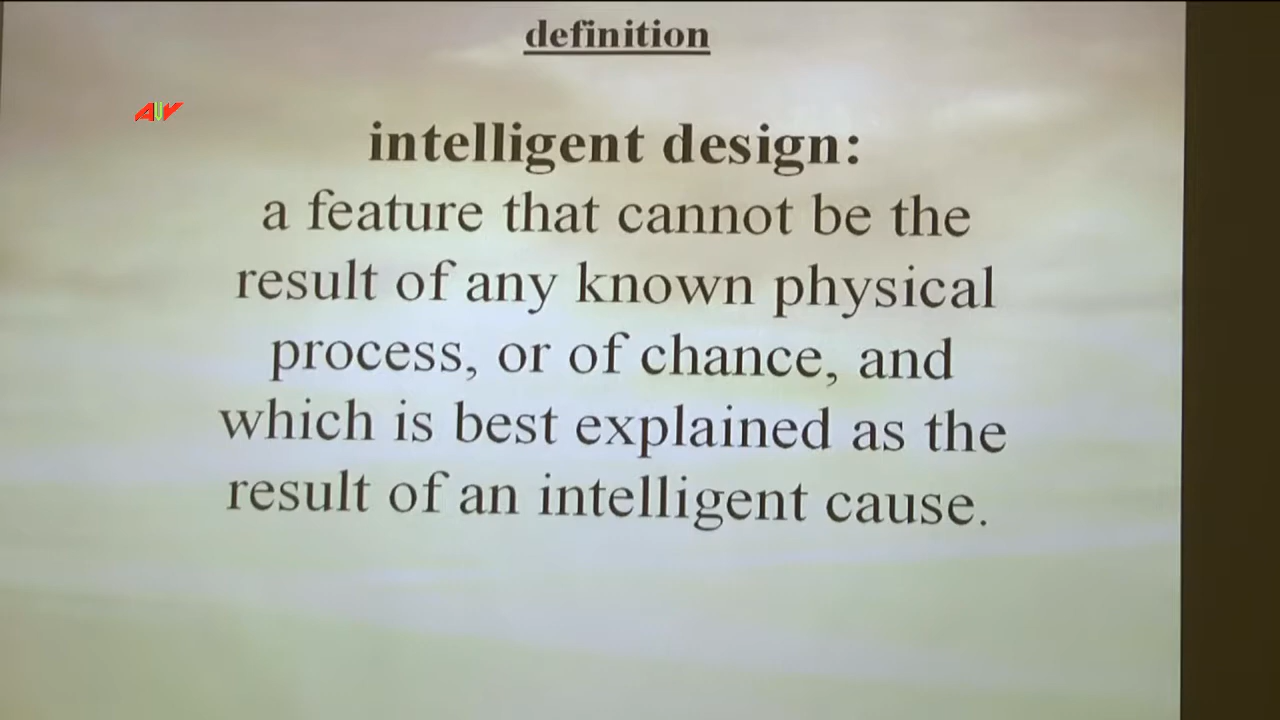 definition
AUV
intelligent design:
a feature that cannot be the
result of any known physical
process, or of chance, and
which is best explained as the
result of an intelligent cause.